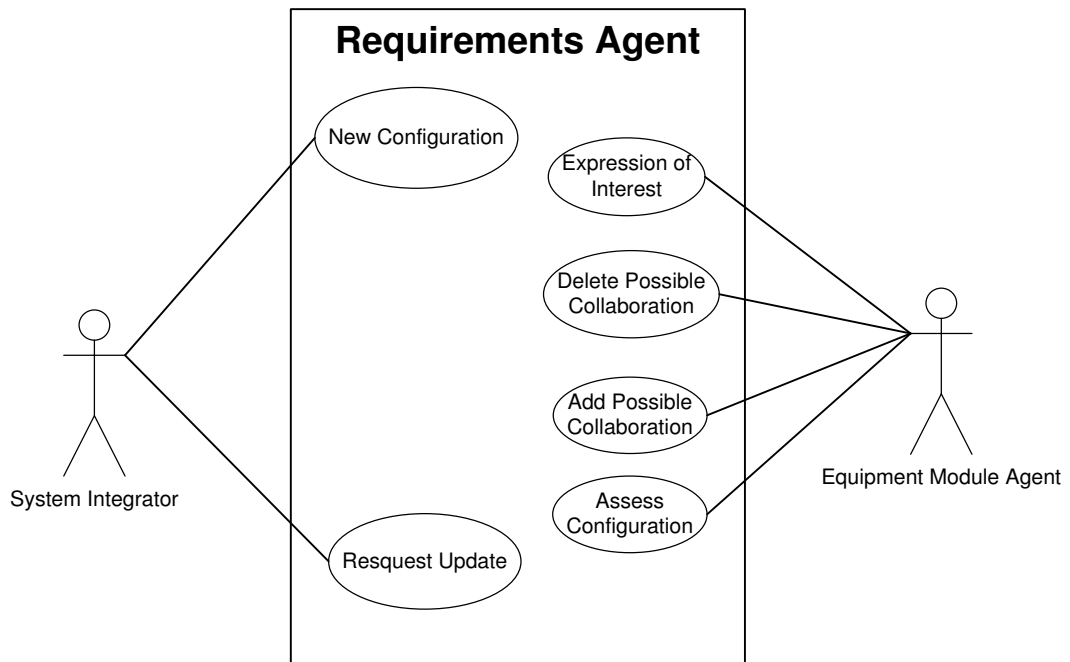 Requirements Agent
New Configuration
Expression of
Interest
Delete Possible
Collaboration
Add Possible
Collaboration
Assess
Configuration
Resquest Update
System Integrator
Equipment Module Agent